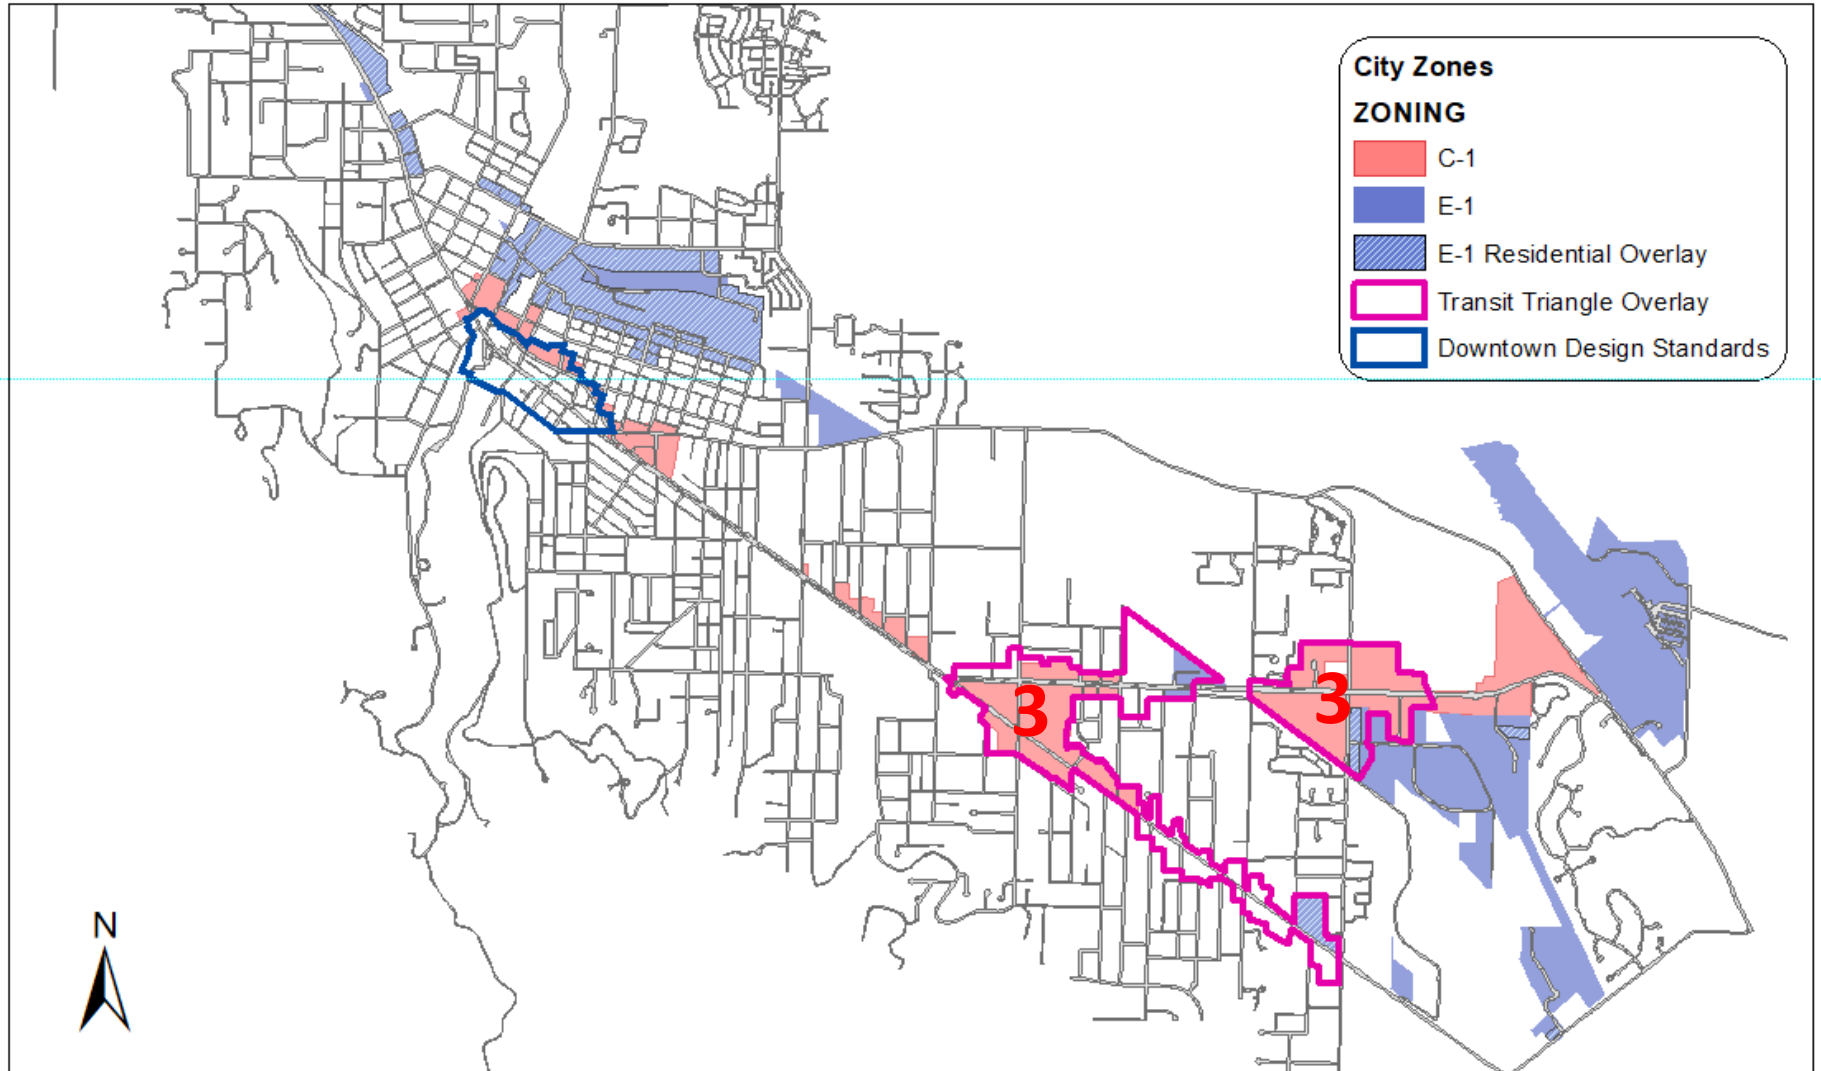 City Zones
ZONING
C-1
E-1
E-1 Residential Overlay
Transit Triangle Overlay
Downtown Design Standards
3
3
N